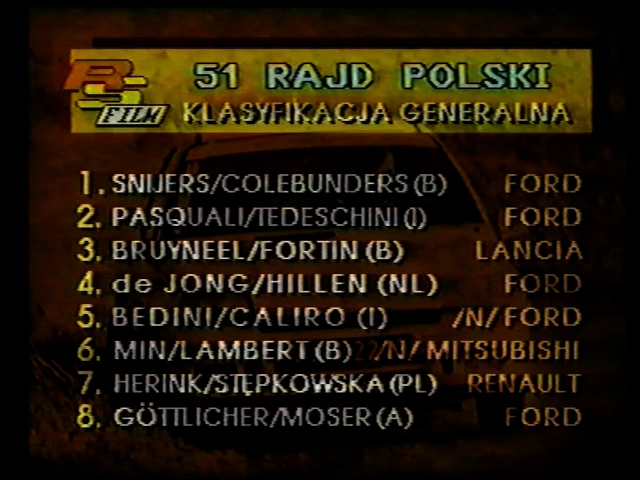 RS FILM
51 RAJD POLSKI
KLASYFIKACJA GENERALNA
1. SNIJERS/COLEBUNDERS (B) FORD
2. PASQUALI/TEDESCHINI (I) FORD
3. BRUYNEEL/FORTIN (B) LANCIA
4. de JONG/HILLEN (NL) FORD
5. BEDINI/CALIRO (I) /N/ FORD
6. MIN/LAMBERT (B) /N/ MITSUBISHI
7. HERINK/STĘPKOWSKA (PL) RENAULT
8. GÖTTLICHER/MOSER (A) FORD